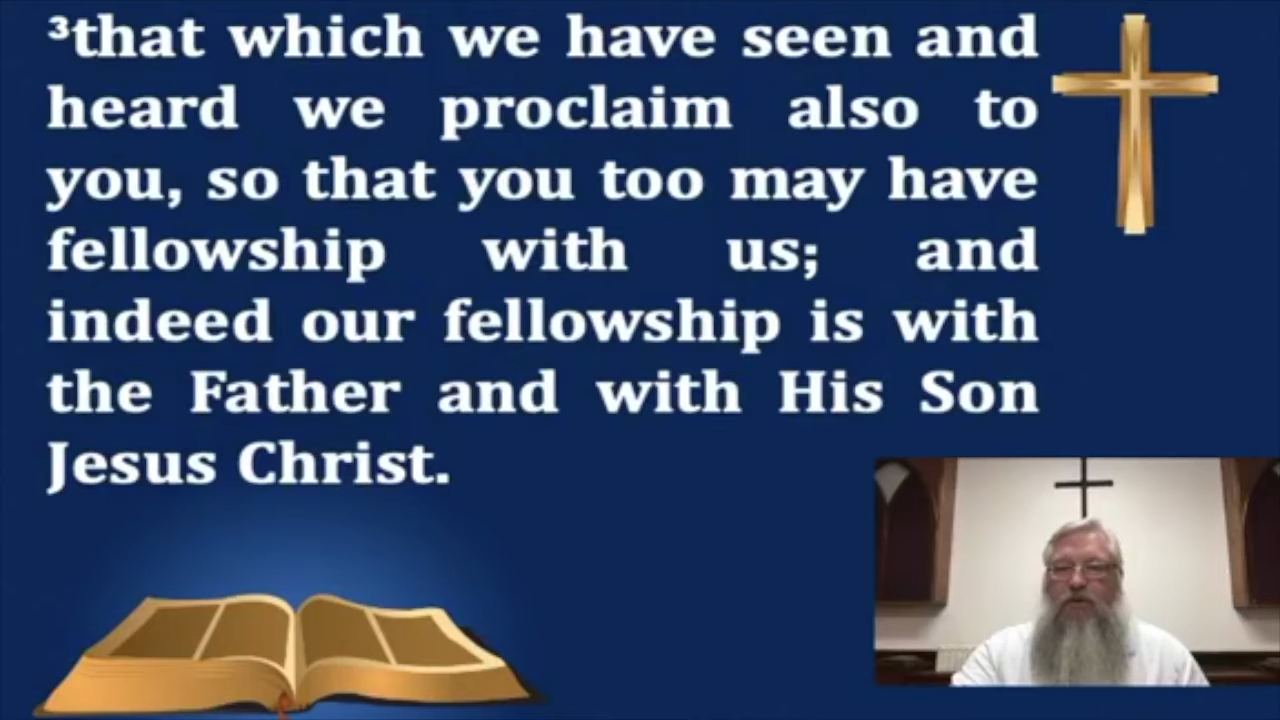 ³that which we have seen and
heard we proclaim also to
you, so that you too may have
fellowship with us; and
indeed our fellowship is with
the Father and with His Son
Jesus Christ.